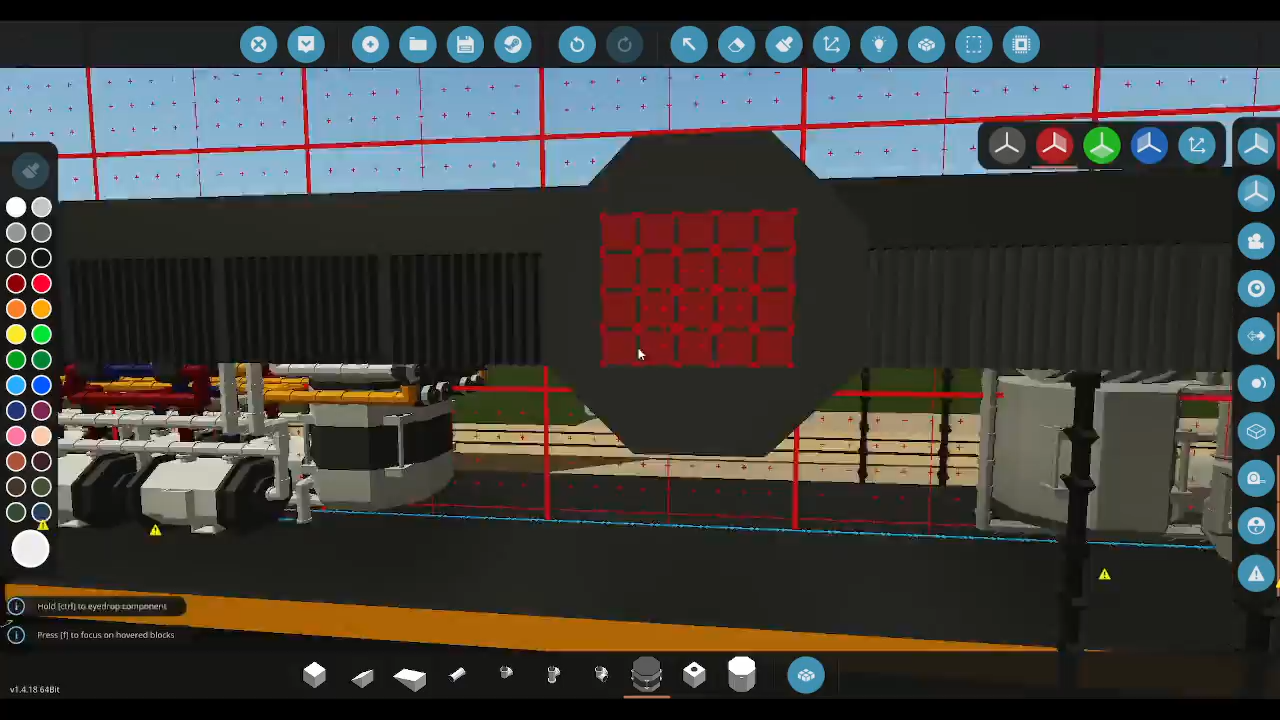 Hold [ctrl] to eyedrop component
Press [f] to focus on hovered blocks
v1.4.18 64Bit